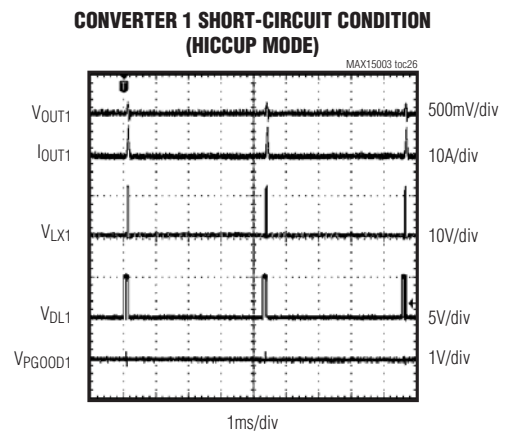 CONVERTER 1 SHORT-CIRCUIT CONDITION
(HICCUP MODE)
MAX15003 toc26
VOUT1
500mV/div
IOUT1
10A/div
VLX1
10V/div
VDL1
5V/div
VPGOOD1
1V/div
1ms/div